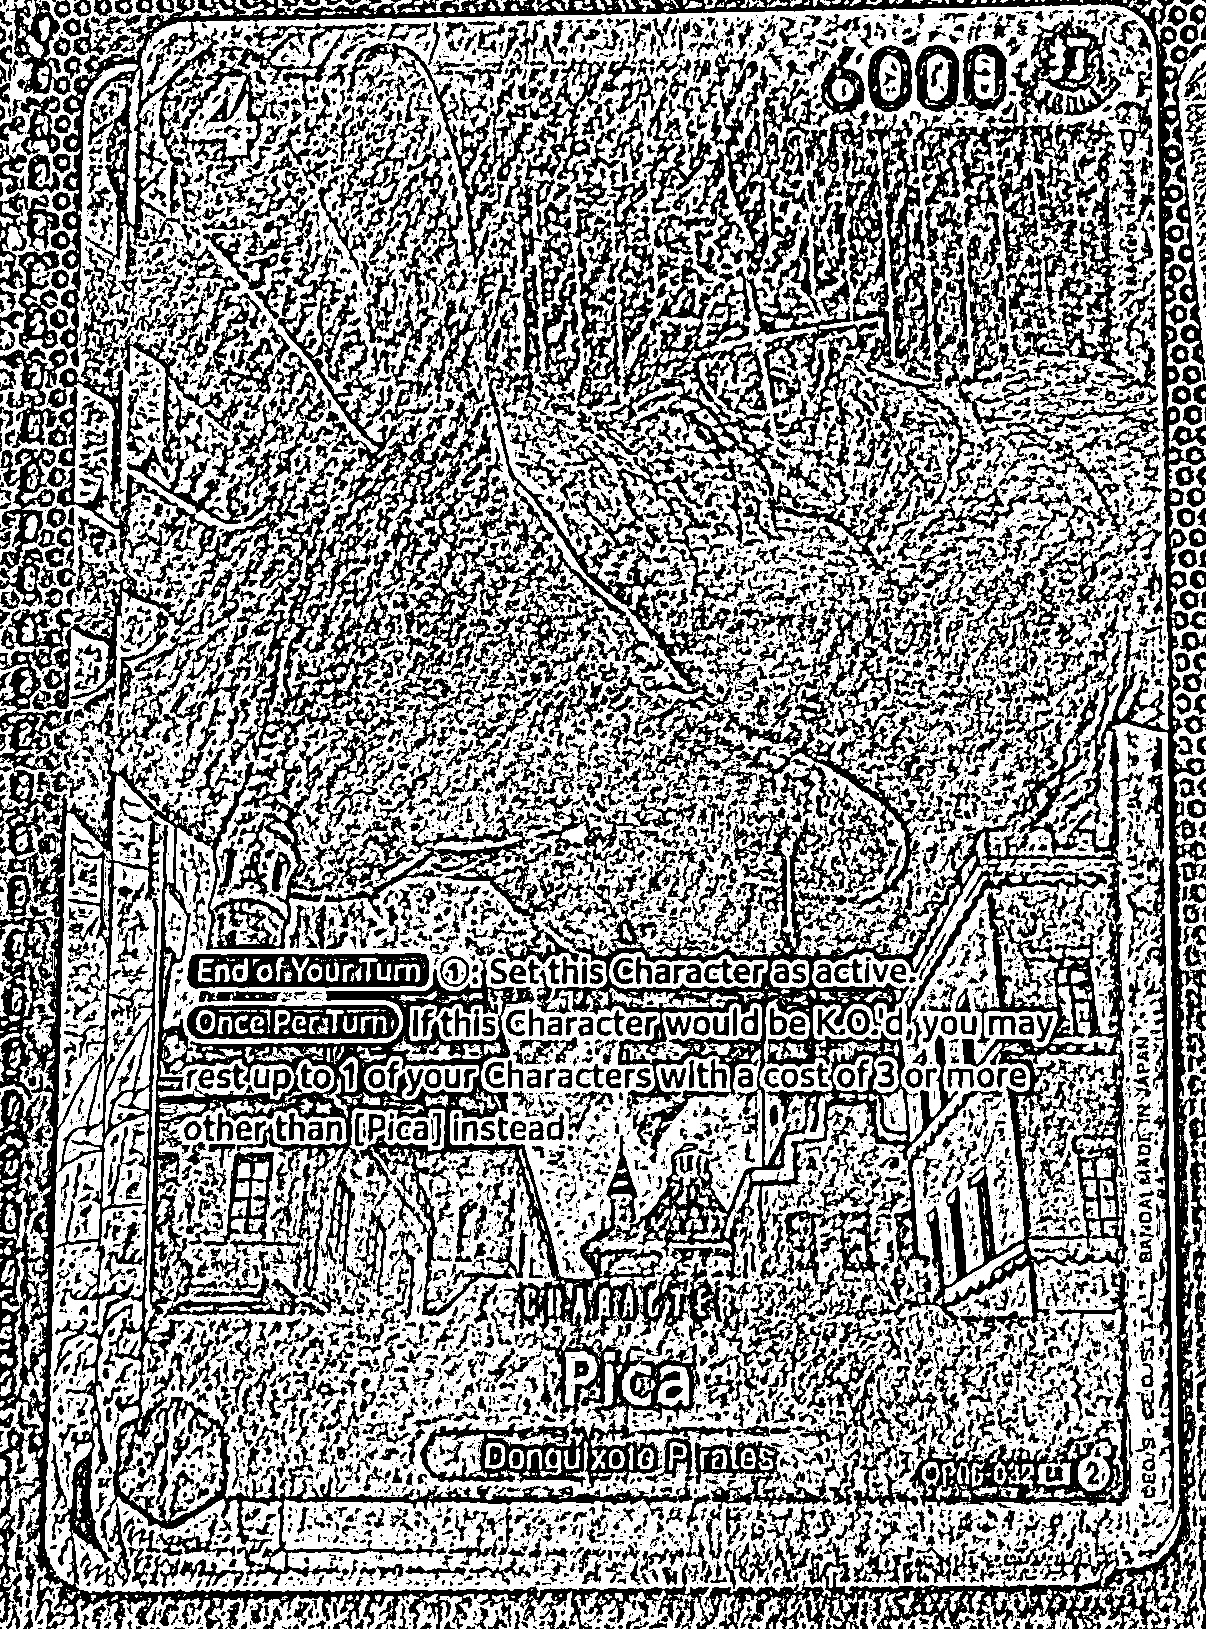 4
6000
End of Your Turn ① : Set this Character as active.
Once Per Turn If this Character would be K.O.'d, you may
rest up to 1 of your Characters with a cost of 3 or more
other than [Pica] instead.
CHARACTER
Pica
Donquixote Pirates
2
BANDAI MADE IN JAPAN